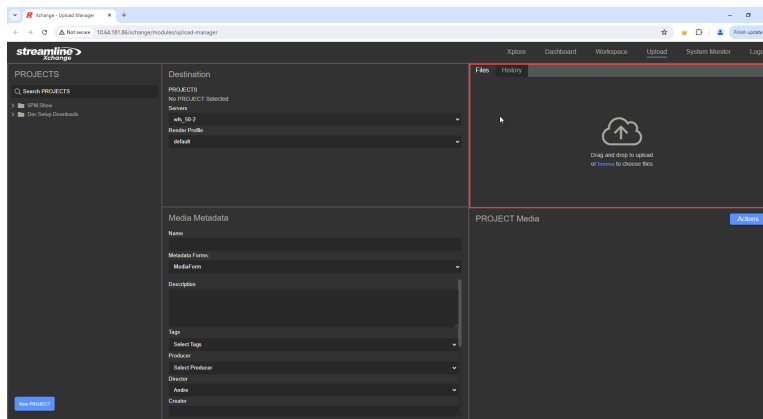 Xchange - Upload Manager
Not secure 10.64.181.86/xchange/modules/upload-manager
Finish update
streamline
Xchange
Xplore Dashboard Workspace Upload System Monitor Logo
PROJECTS
Search PROJECTS
5PM Show
Dev Setup Downloads
New PROJECT
Destination
PROJECTS
No PROJECT Selected
Servers
wfs_50-2
Render Profile
default
Files History
Drag and drop to upload
or browse to choose files
Media Metadata
Name
Metadata Forms:
MediaForm
Description
Tags
Select Tags
Producer
Select Producer
Director
Andre
Creator
PROJECT Media
Actions